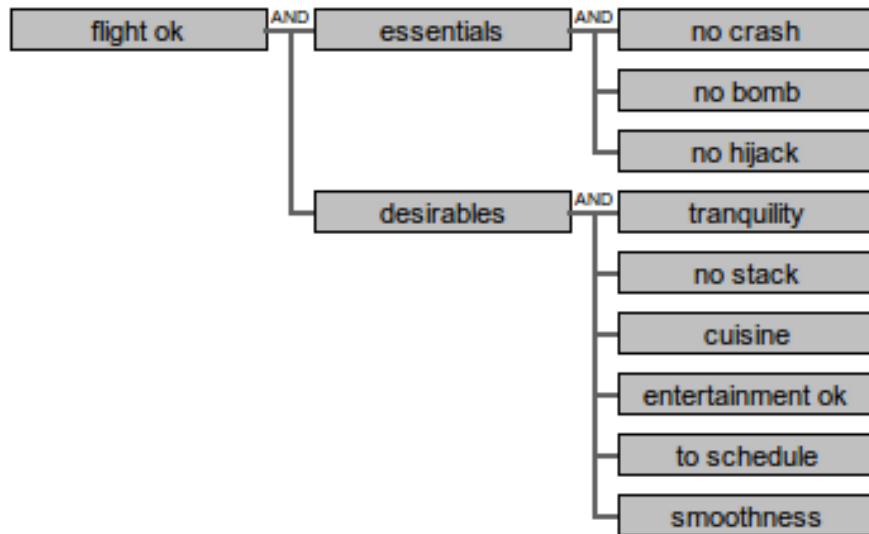 flight ok AND essentials AND no crash
no bomb
no hijack
desirables AND tranquility
no stack
cuisine
entertainment ok
to schedule
smoothness